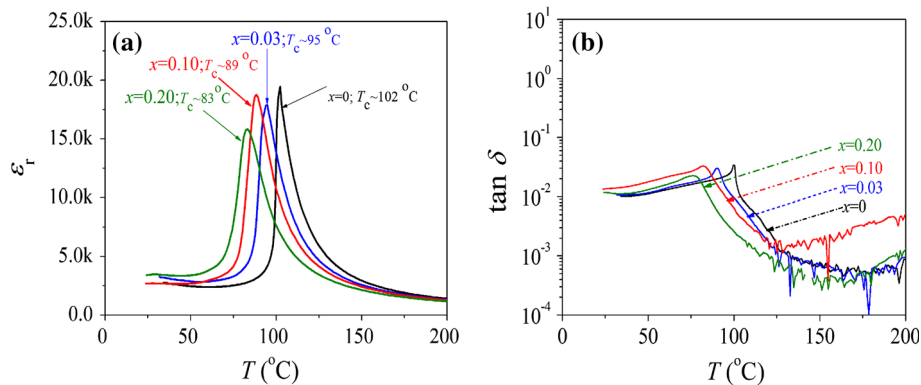 (a)
x=0.03; Tc~95 °C
x=0.10; Tc~89 °C
x=0.20; Tc~83 °C
x=0; Tc~102 °C
25.0k
20.0k
15.0k
10.0k
5.0k
0.0
εr
0 50 100 150 200
T (°C)
(b)
10^1
10^0
10^-1
10^-2
10^-3
10^-4
tan δ
x=0.20
x=0.10
x=0.03
x=0
0 50 100 150 200
T (°C)